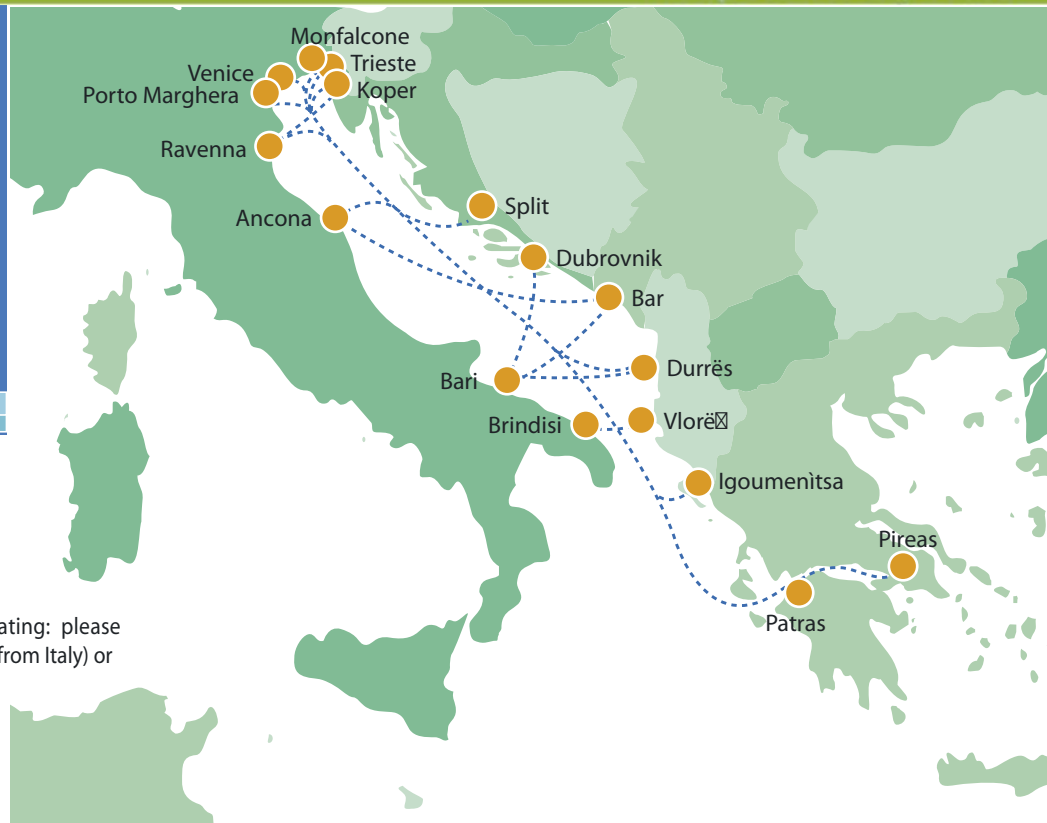 Monfalcone
Trieste
Venice
Koper
Porto Marghera
Ravenna
Split
Ancona
Dubrovnik
Bar
Durrës
Bari
Vlorë
Brindisi
Igoumenìtsa
Pireas
ating: please
Patras
from Italy) or